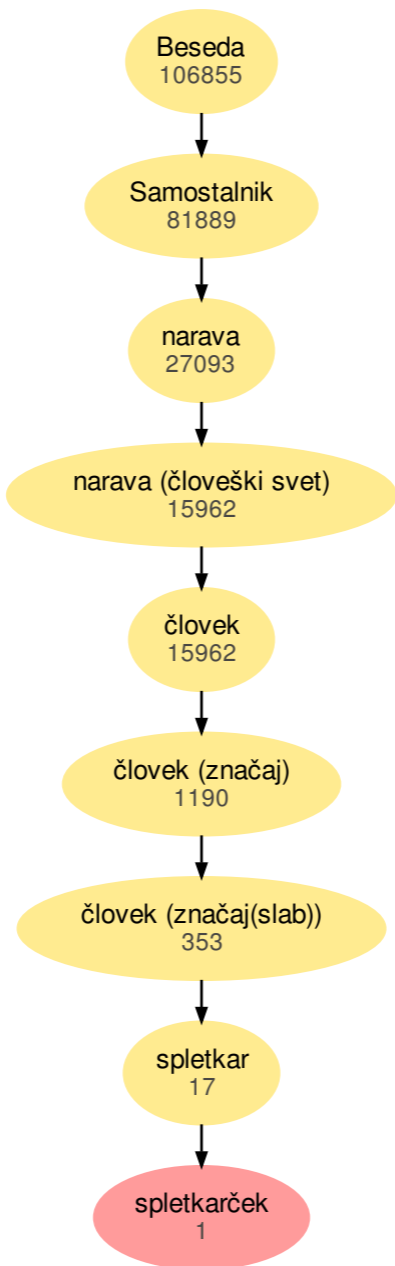 Beseda
106855
Samostalnik
81889
narava
27093
narava (človeški svet)
15962
človek
15962
človek (značaj)
1190
človek (značaj(slab))
353
spletkar
17
spletkarček
1